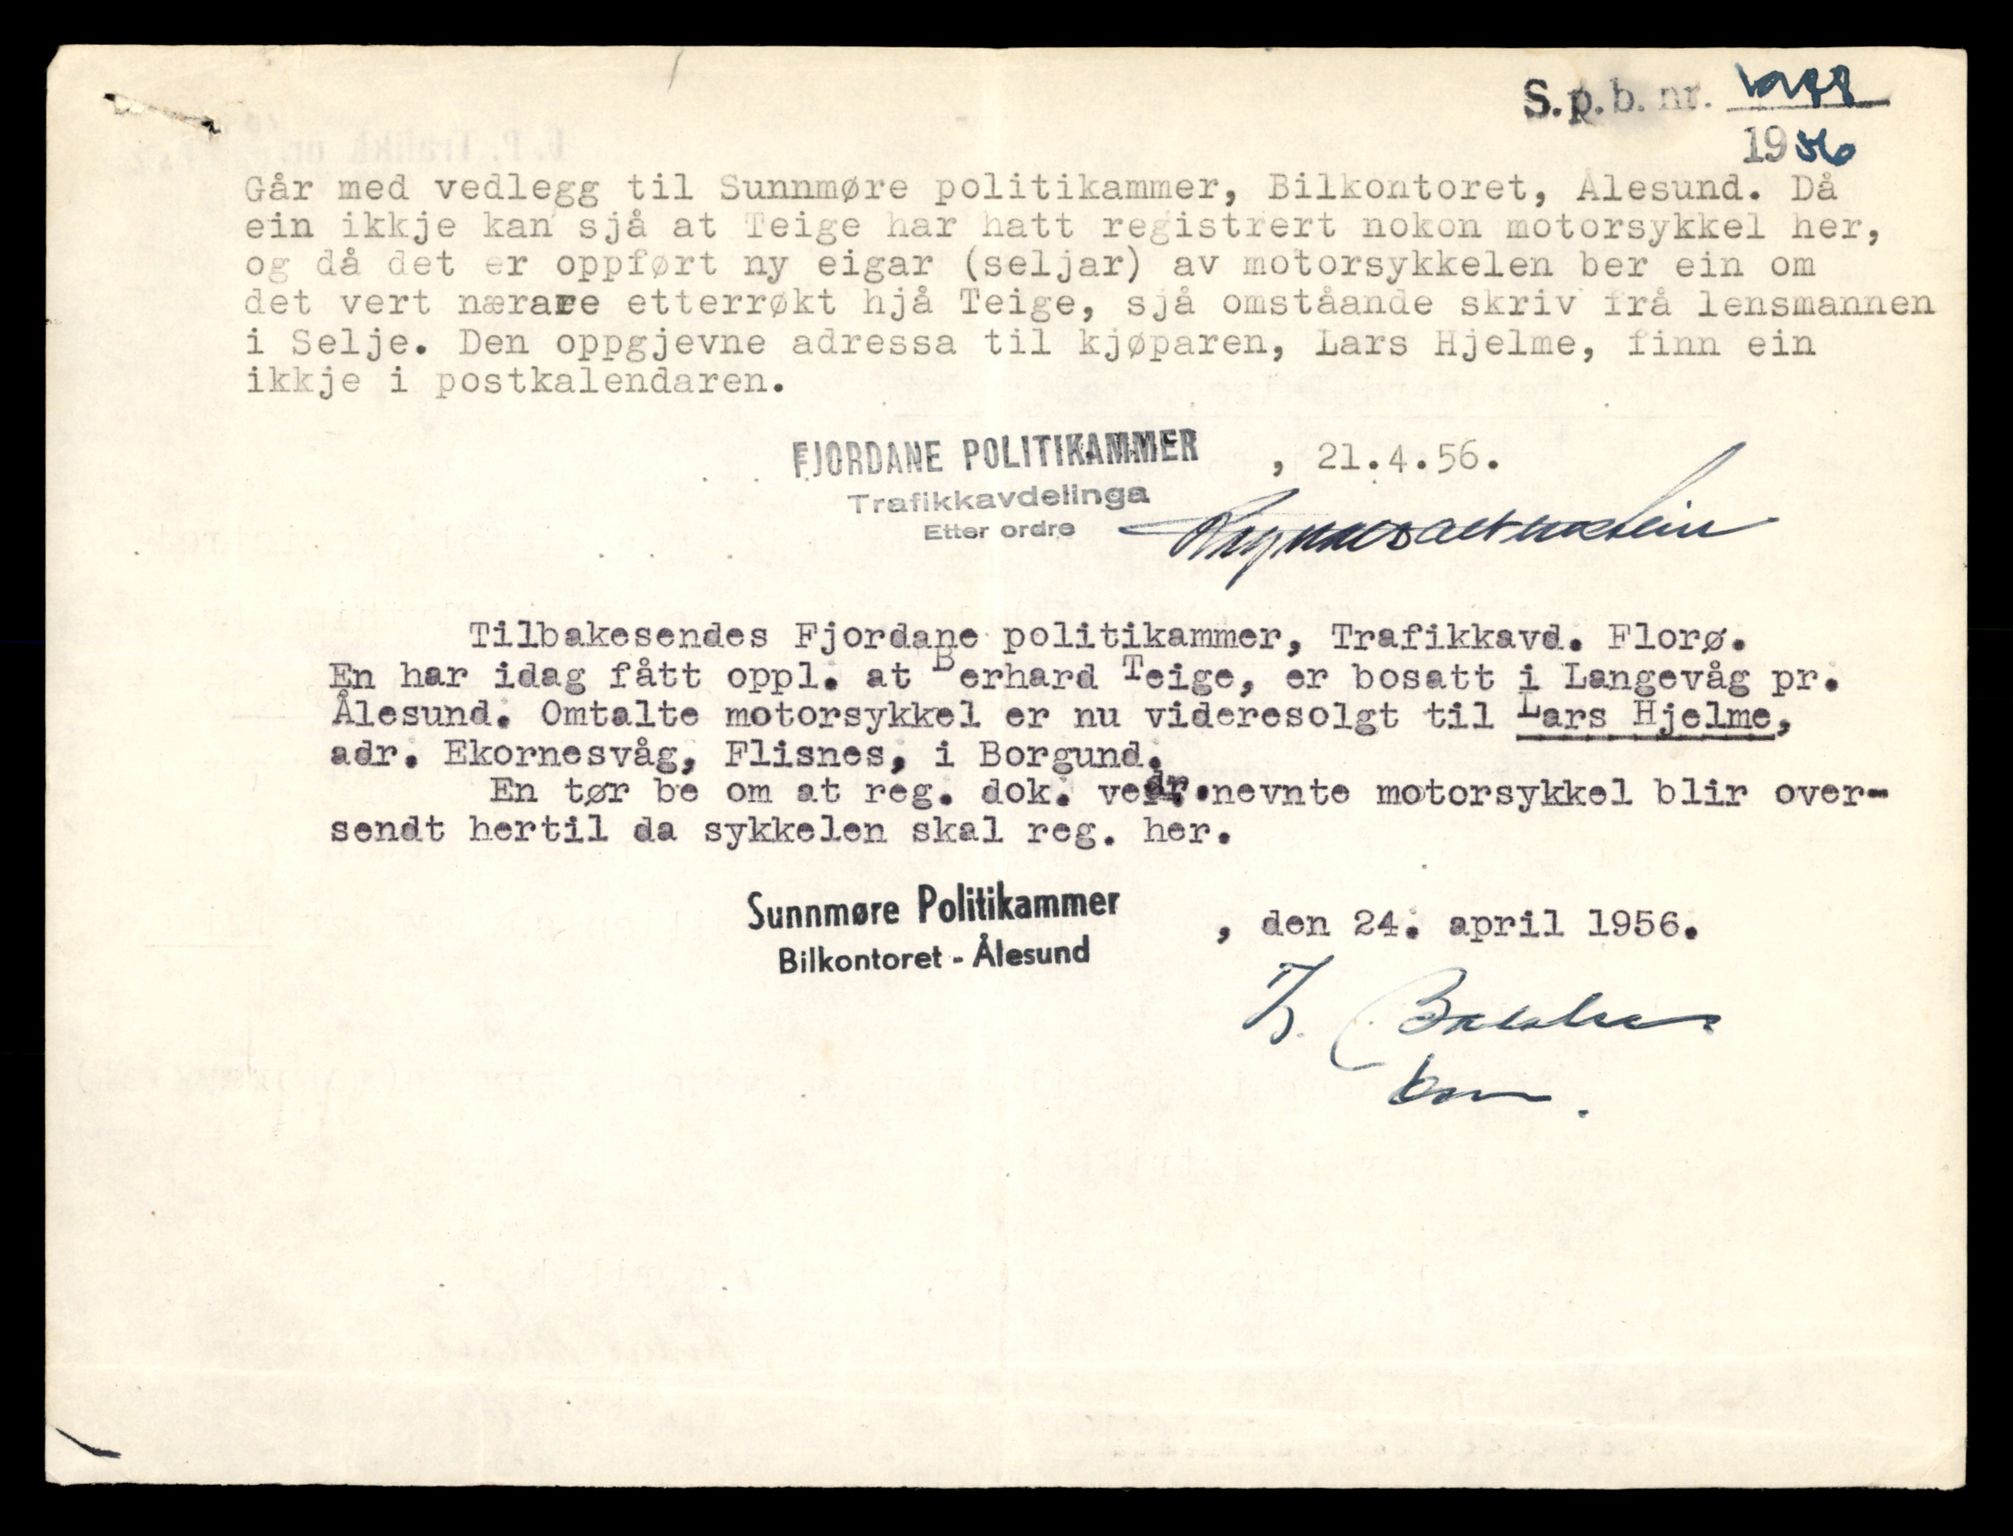 S.p.b. nr.
1956
Går med vedlegg til Sunnmøre politikammer, Bilkontoret, Ålesund. Då
ein ikkje kan sjå at Teige har hatt registrert nokon motorsykkel her,
og då det er oppført ny eigar (seljar) av motorsykkelen ber ein om
det vert nærare etterrøkt hjå Teige, sjå omståande skriv frå lensmannen
i Selje. Den oppgjevne adressa til kjøparen, Lars Hjelme, finn ein
ikkje i postkalendaren.
FJORDANE POLITIKAMMER , 21.4.56.
Trafikkavdelinga
Etter ordre
Tilbakesendes Fjordane politikammer, Trafikkavd. Florø.
En har idag fått oppl. at Berhard Teige, er bosatt i Langevåg pr.
Ålesund. Omtalte motorsykkel er nu videresolgt til Lars Hjelme,
adr. Ekornesvåg, Flisnes, i Borgund.
En tør be om at reg. dok. vedr. nevnte motorsykkel blir over-
sendt hertil da sykkelen skal reg. her.
Sunnmøre Politikammer , den 24. april 1956.
Bilkontoret - Ålesund